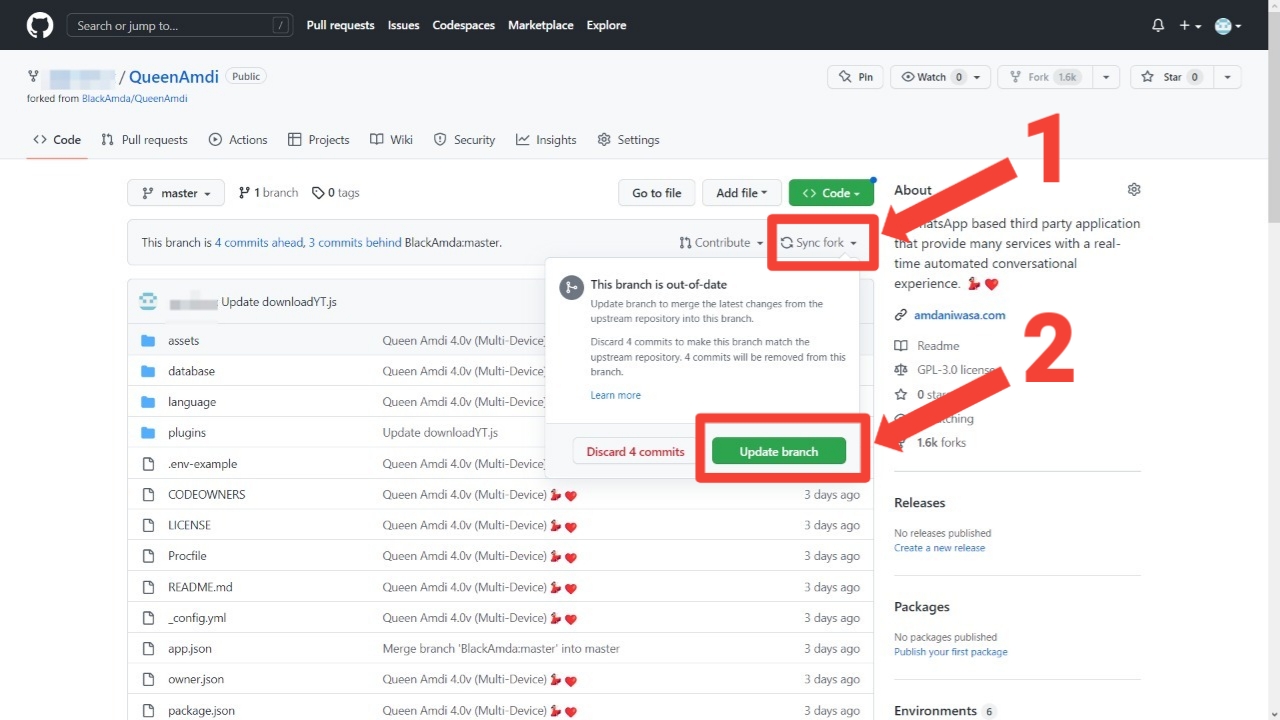 Search or jump to... /
Pull requests Issues Codespaces Marketplace Explore
/ QueenAmdi Public
Pin Watch 0 Fork 1.6k Star 0
forked from BlackAmda/QueenAmdi
Code Pull requests Actions Projects Wiki Security Insights Settings
1
master 1 branch 0 tags Go to file Add file Code
This branch is 4 commits ahead, 3 commits behind BlackAmda:master. Contribute Sync fork
This branch is out-of-date
Update branch to merge the latest changes from the
upstream repository into this branch.
Discard 4 commits to make this branch match the
upstream repository. 4 commits will be removed from this
branch.
Learn more
Discard 4 commits Update branch
2
Update downloadYT.js
assets Queen Amdi 4.0v (Multi-Device)
database Queen Amdi 4.0v (Multi-Device)
language Queen Amdi 4.0v (Multi-Device)
plugins Update downloadYT.js
.env-example Queen Amdi 4.0v (Multi-Device)
CODEOWNERS Queen Amdi 4.0v (Multi-Device) 💃❤️ 3 days ago
LICENSE Queen Amdi 4.0v (Multi-Device) 💃❤️ 3 days ago
Procfile Queen Amdi 4.0v (Multi-Device) 💃❤️ 3 days ago
README.md Queen Amdi 4.0v (Multi-Device) 💃❤️ 3 days ago
_config.yml Queen Amdi 4.0v (Multi-Device) 💃❤️ 3 days ago
app.json Merge branch 'BlackAmda:master' into master 3 days ago
owner.json Queen Amdi 4.0v (Multi-Device) 💃❤️ 3 days ago
package.json Queen Amdi 4.0v (Multi-Device) 💃❤️ 3 days ago
About
based third party application
that provide many services with a real-
time automated conversational
experience. 💃❤️
amdaniwasa.com
Readme
GPL-3.0 license
0
1.6k forks
Releases
No releases published
Create a new release
Packages
No packages published
Publish your first package
Environments 6